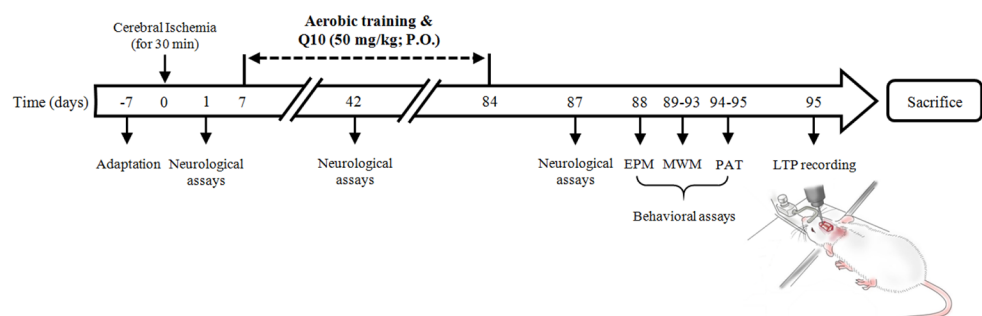 Cerebral Ischemia
(for 30 min)
Aerobic training &
Q10 (50 mg/kg; P.O.)
Time (days)
-7 0 1 7 42 84 87 88 89-93 94-95 95
Sacrifice
Adaptation
Neurological
assays
Neurological
assays
Neurological
assays
EPM MWM PAT
LTP recording
Behavioral assays